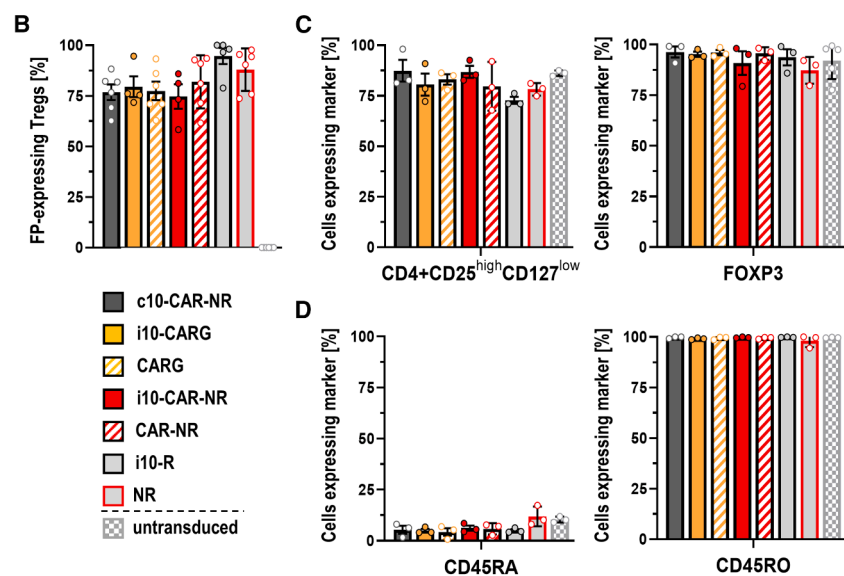 B
FP-expressing Tregs [%]
100
75
50
25
0
c10-CAR-NR
i10-CARG
CARG
i10-CAR-NR
CAR-NR
i10-R
NR
untransduced
C
Cells expressing marker [%]
100
75
50
25
0
CD4+CD25highCD127low
Cells expressing marker [%]
100
75
50
25
0
FOXP3
D
Cells expressing marker [%]
100
75
50
25
0
CD45RA
Cells expressing marker [%]
100
75
50
25
0
CD45RO